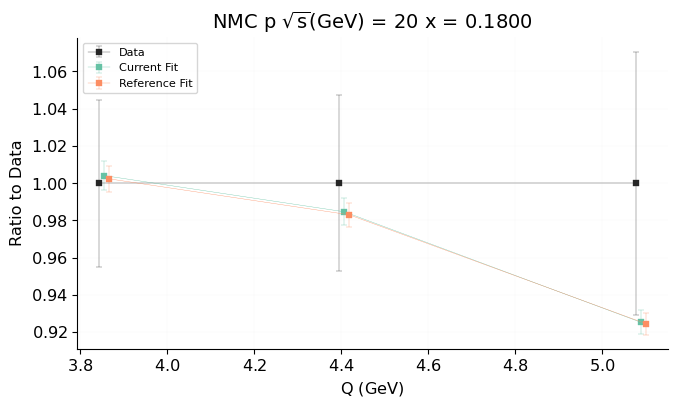 NMC p √s(GeV) = 20 x = 0.1800
Data
Current Fit
Reference Fit
Ratio to Data
1.06
1.04
1.02
1.00
0.98
0.96
0.94
0.92
3.8 4.0 4.2 4.4 4.6 4.8 5.0
Q (GeV)